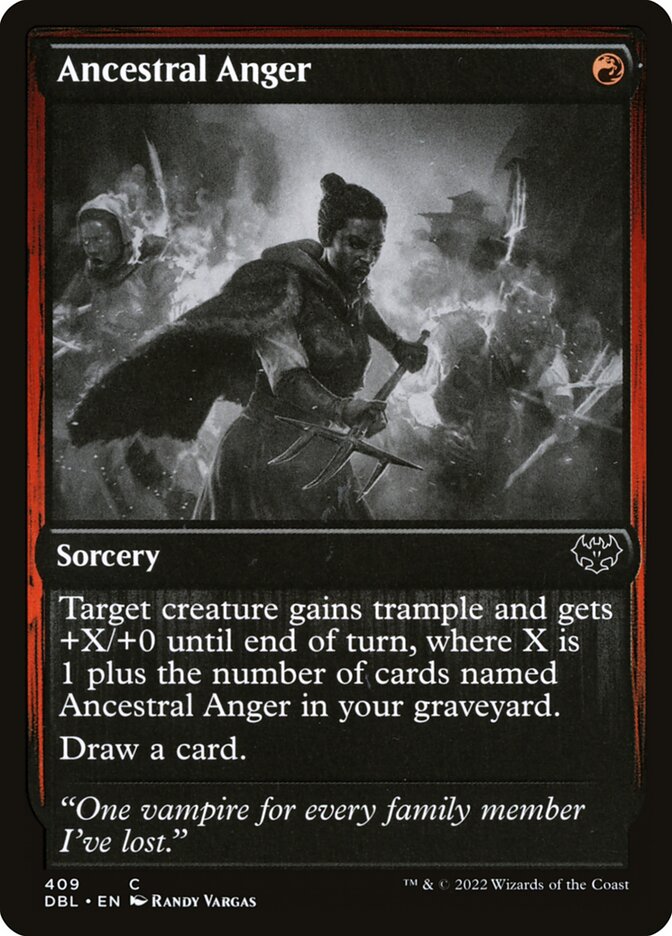 Ancestral Anger
Sorcery
Target creature gains trample and gets
+X/+0 until end of turn, where X is
1 plus the number of cards named
Ancestral Anger in your graveyard.
Draw a card.
“One vampire for every family member
I’ve lost.”
409 C
DBL • EN RANDY VARGAS
™ & © 2022 Wizards of the Coast